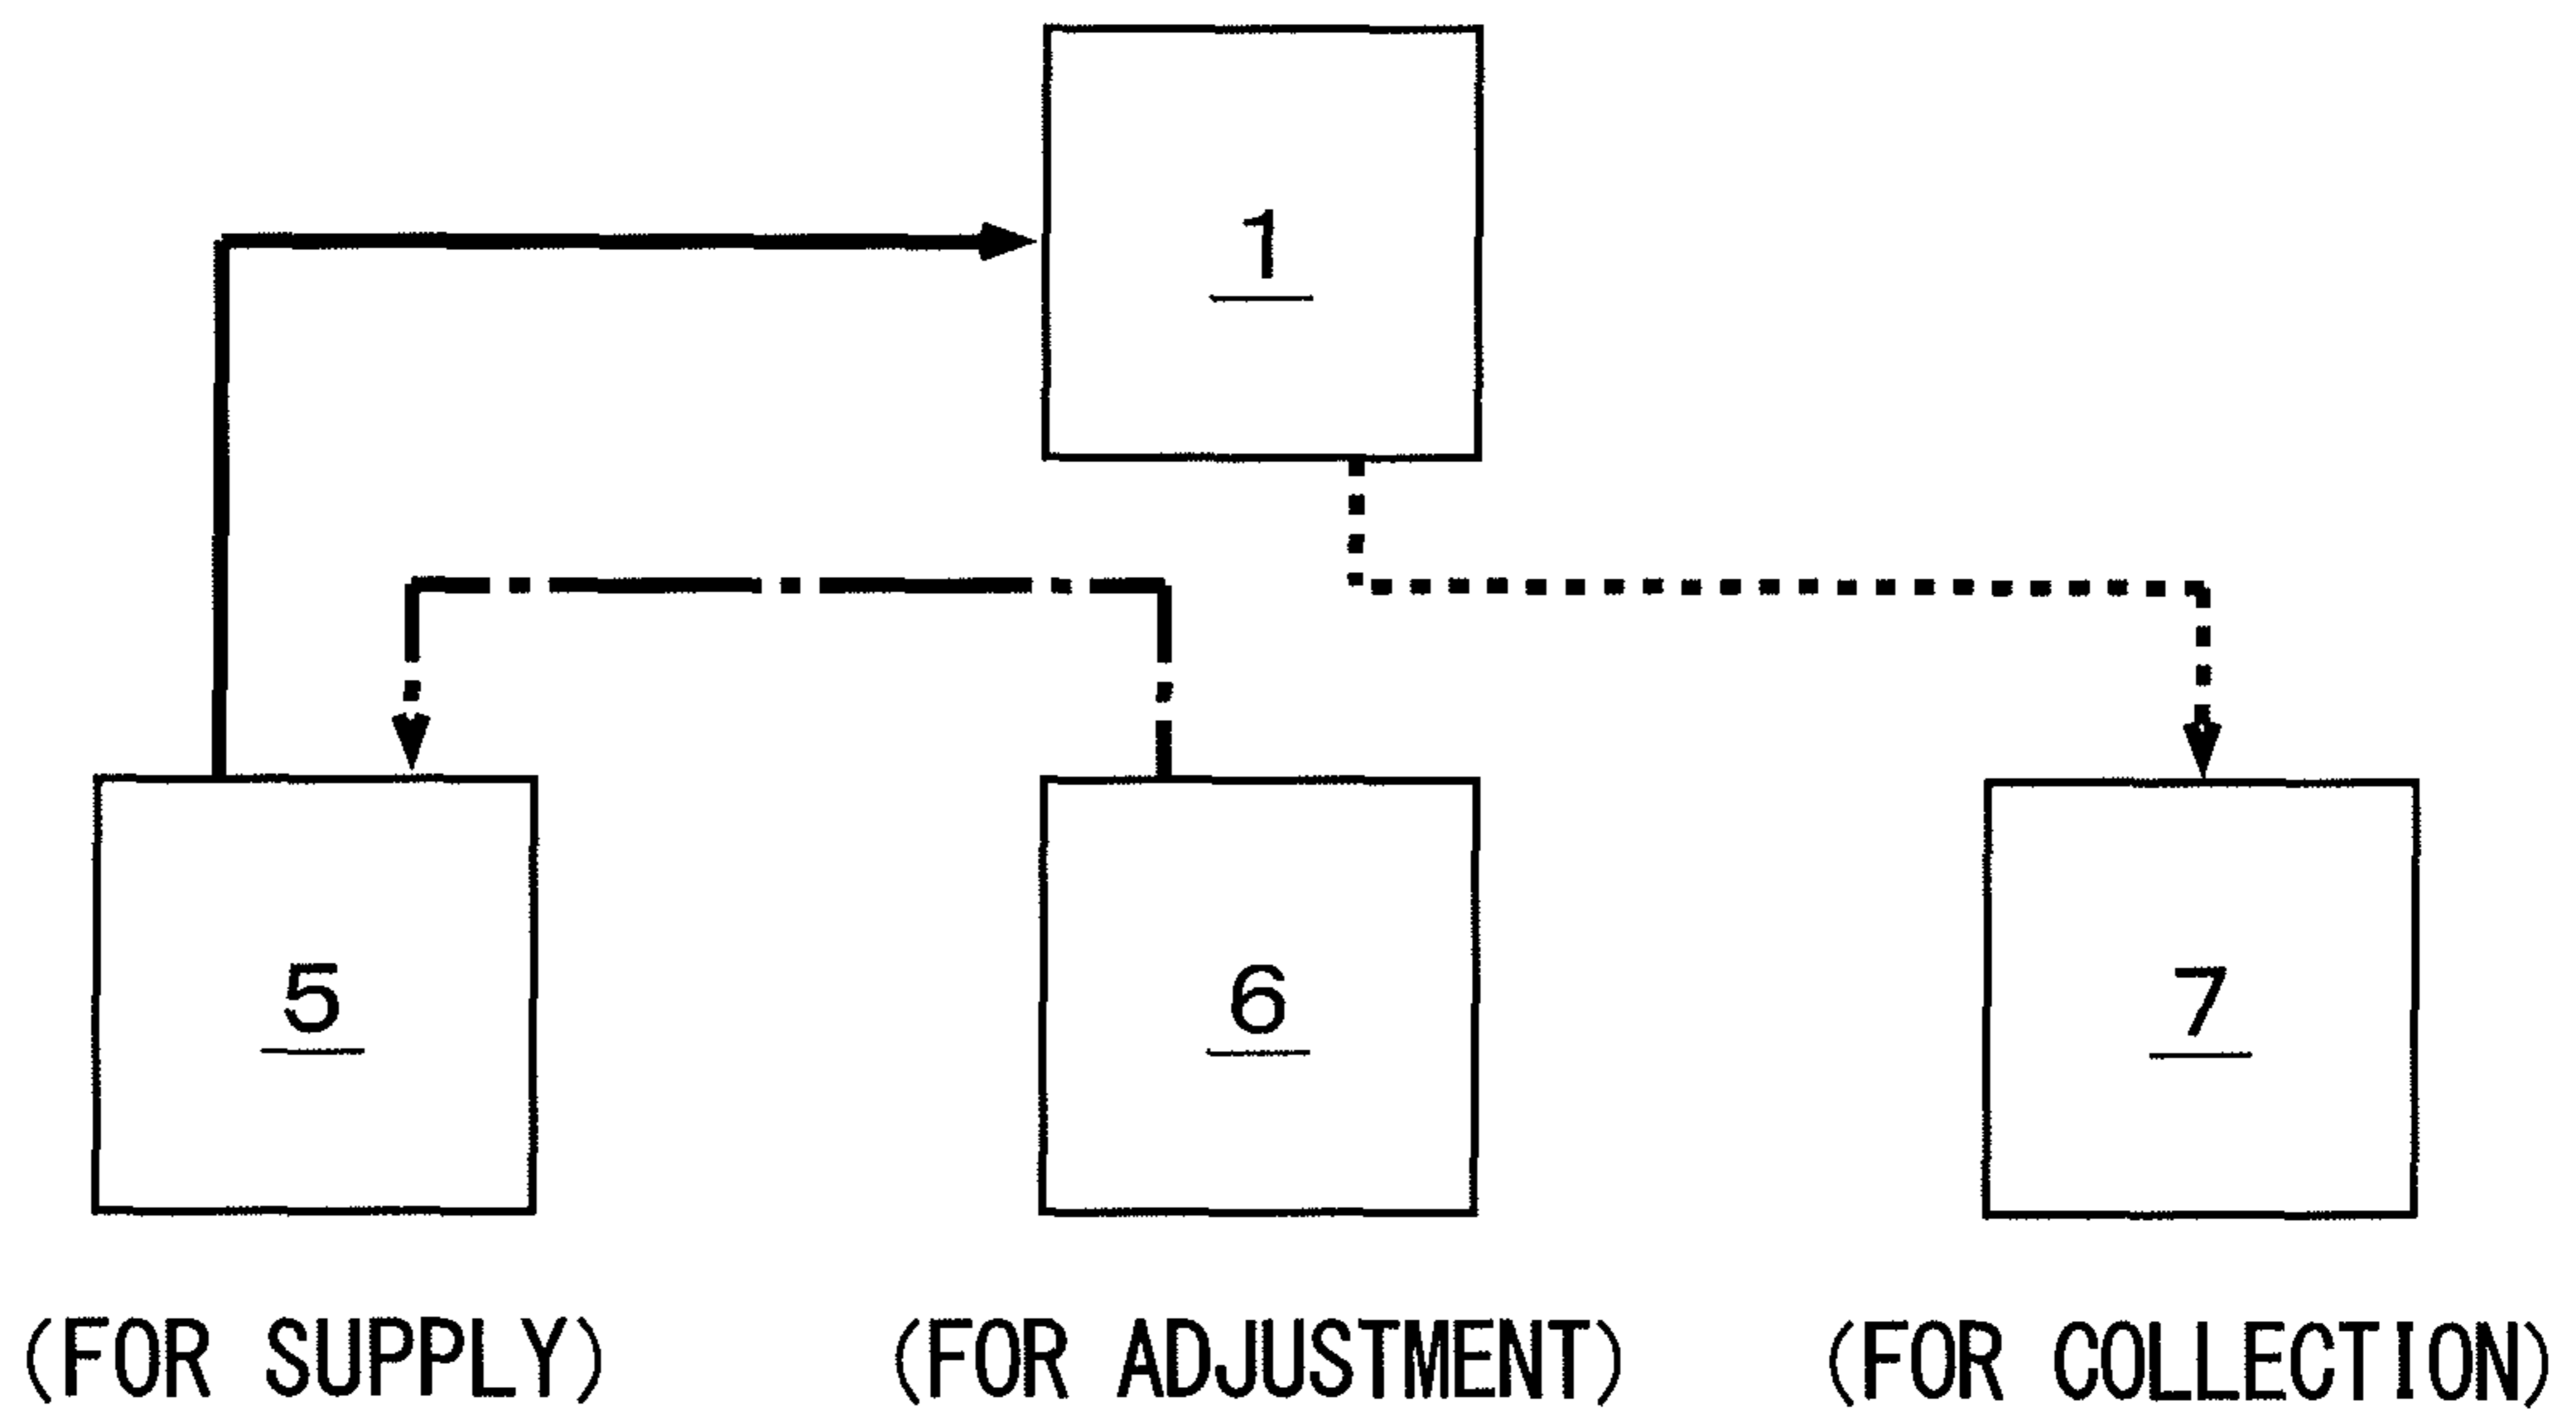 1
5
6
7
(FOR SUPPLY)
(FOR ADJUSTMENT)
(FOR COLLECTION)